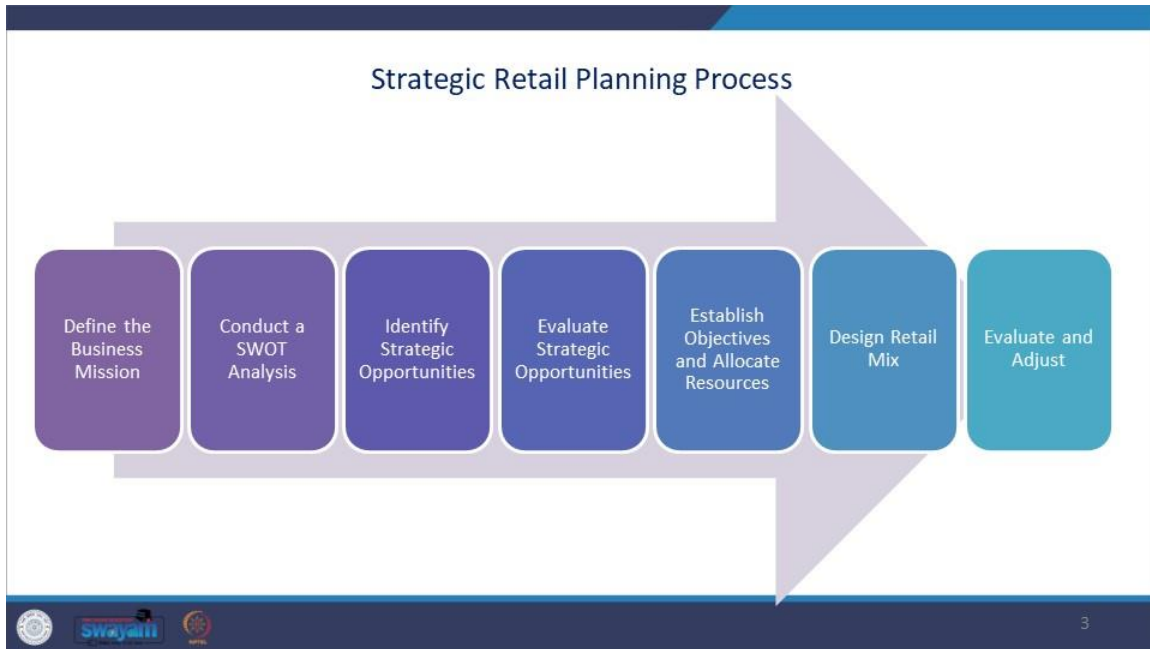 Strategic Retail Planning Process
Define the
Business
Mission
Conduct a
SWOT
Analysis
Identify
Strategic
Opportunities
Evaluate
Strategic
Opportunities
Establish
Objectives
and Allocate
Resources
Design Retail
Mix
Evaluate and
Adjust
swayam
3